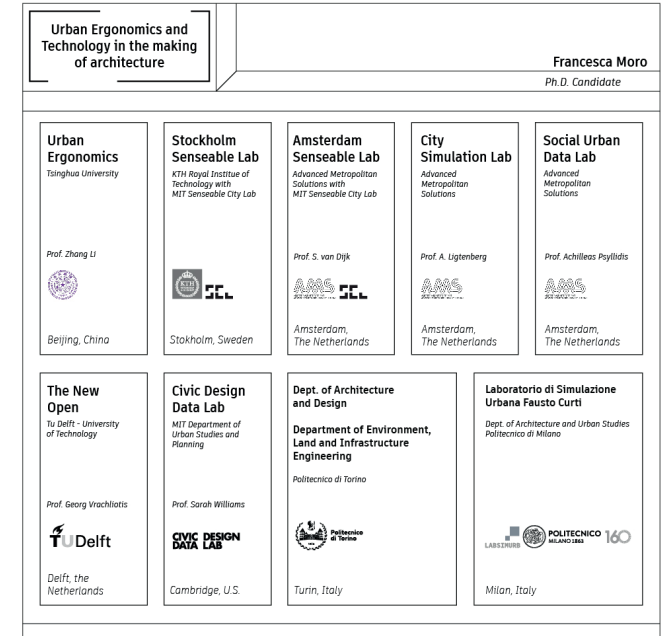 Urban Ergonomics and
Technology in the making
of architecture
Francesca Moro
Ph.D. Candidate
Urban
Ergonomics
Tsinghua University
Prof. Zhang LI
Beijing, China
Stockholm
Senseable Lab
KTH Royal Institue of
Technology with
MIT Senseable City Lab
KTH
SCL
Stokholm, Sweden
Amsterdam
Senseable Lab
Advanced Metropolitan
Solutions with
MIT Senseable City Lab
Prof. S. van Dijk
AMS
SCL
Amsterdam,
The Netherlands
City
Simulation Lab
Advanced
Metropolitan
Solutions
Prof. A. Ligtenberg
AMS
Amsterdam,
The Netherlands
Social Urban
Data Lab
Advanced
Metropolitan
Solutions
Prof. Achilleas Psyllidis
AMS
Amsterdam,
The Netherlands
The New
Open
Tu Delft - University
of Technology
Prof. Georg Vrachliotis
TUDelft
Delft, the
Netherlands
Civic Design
Data Lab
MIT Department of
Urban Studies and
Planning
Prof. Sarah Williams
CIVIC DESIGN
DATA LAB
Cambridge, U.S.
Dept. of Architecture
and Design
Department of Environment,
Land and Infrastructure
Engineering
Politecnico di Torino
Politecnico
di Torino
Turin, Italy
Laboratorio di Simulazione
Urbana Fausto Curti
Dept. of Architecture and Urban Studies
Politecnico di Milano
LABSIMURB
POLITECNICO
MILANO 1863
160
Milan, Italy